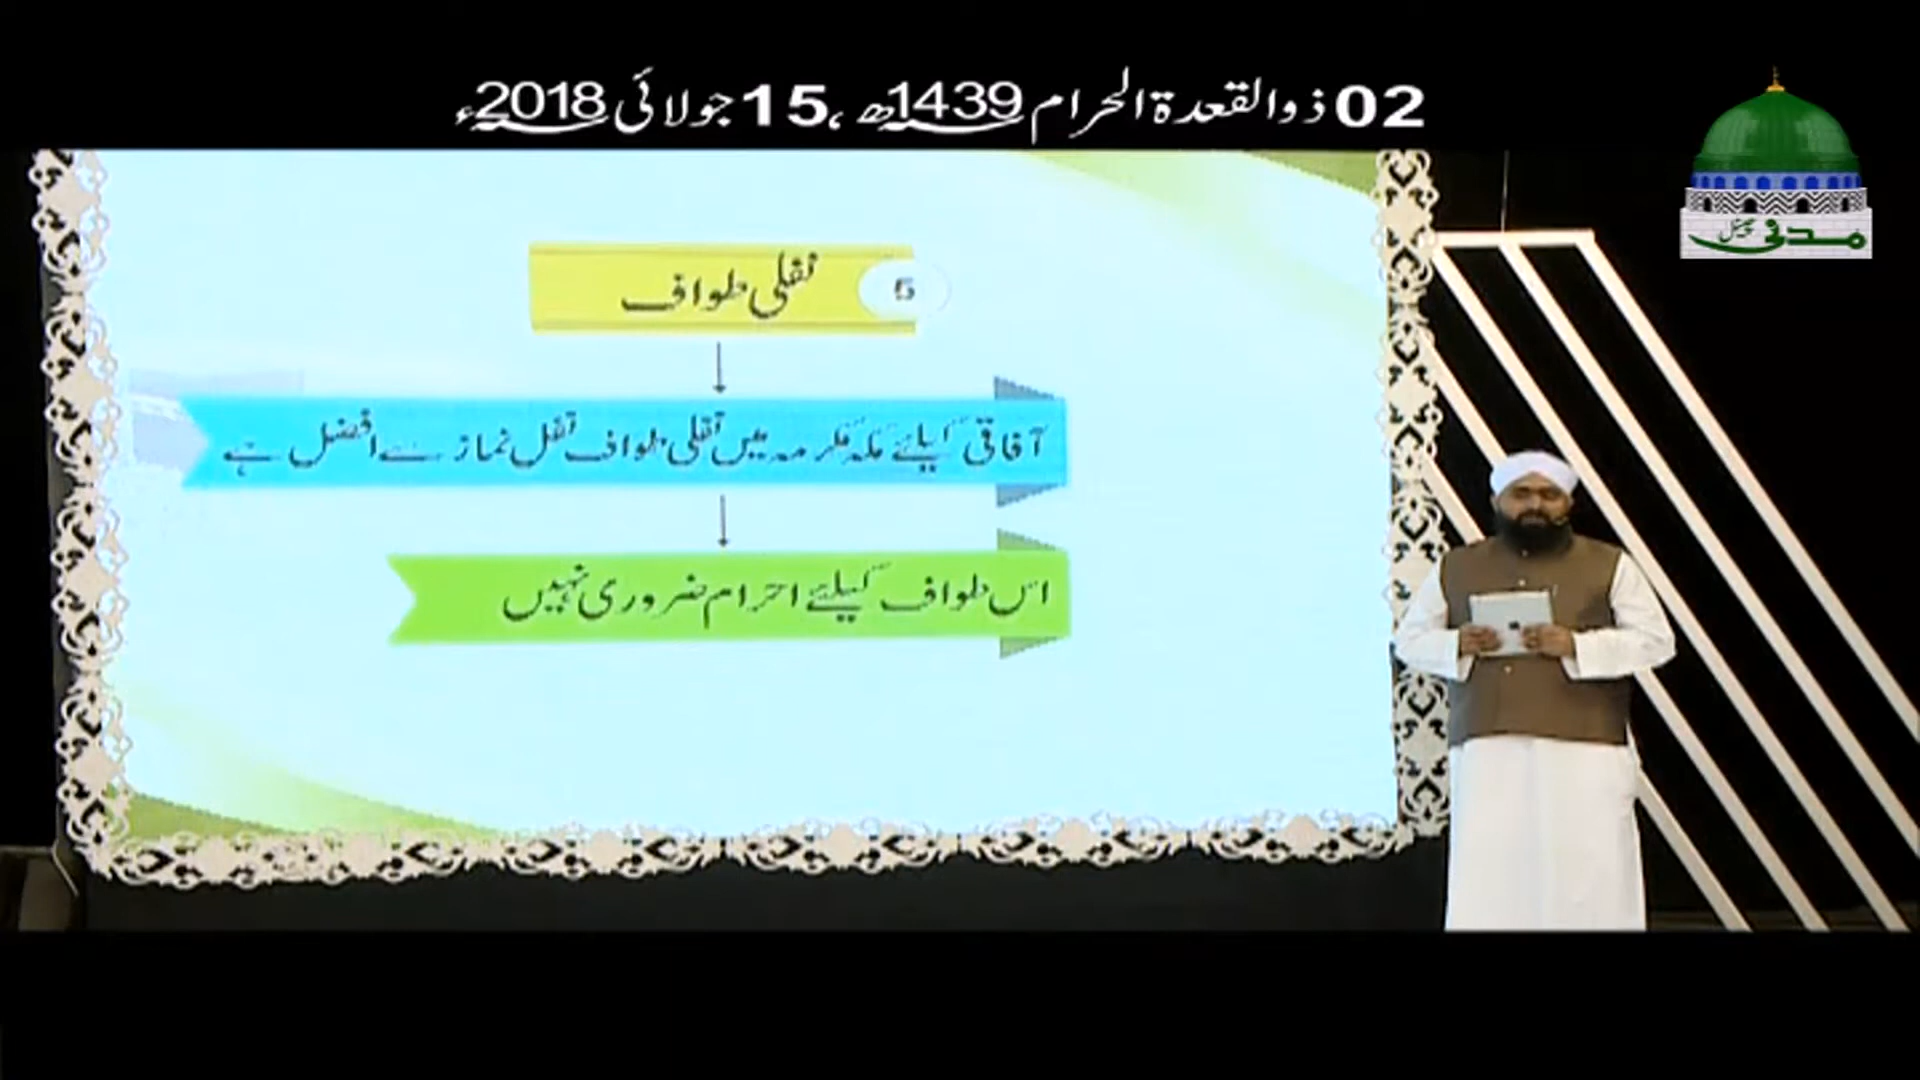 02 ذوالقعدۃ الحرام 1439ھ، 15 جولائی 2018ء
مدنی چینل
5 نفلی طواف
آفاقی کیلئے مکہ مکرمہ میں نفلی طواف نفل نماز سے افضل ہے
اس طواف کیلئے احرام ضروری نہیں